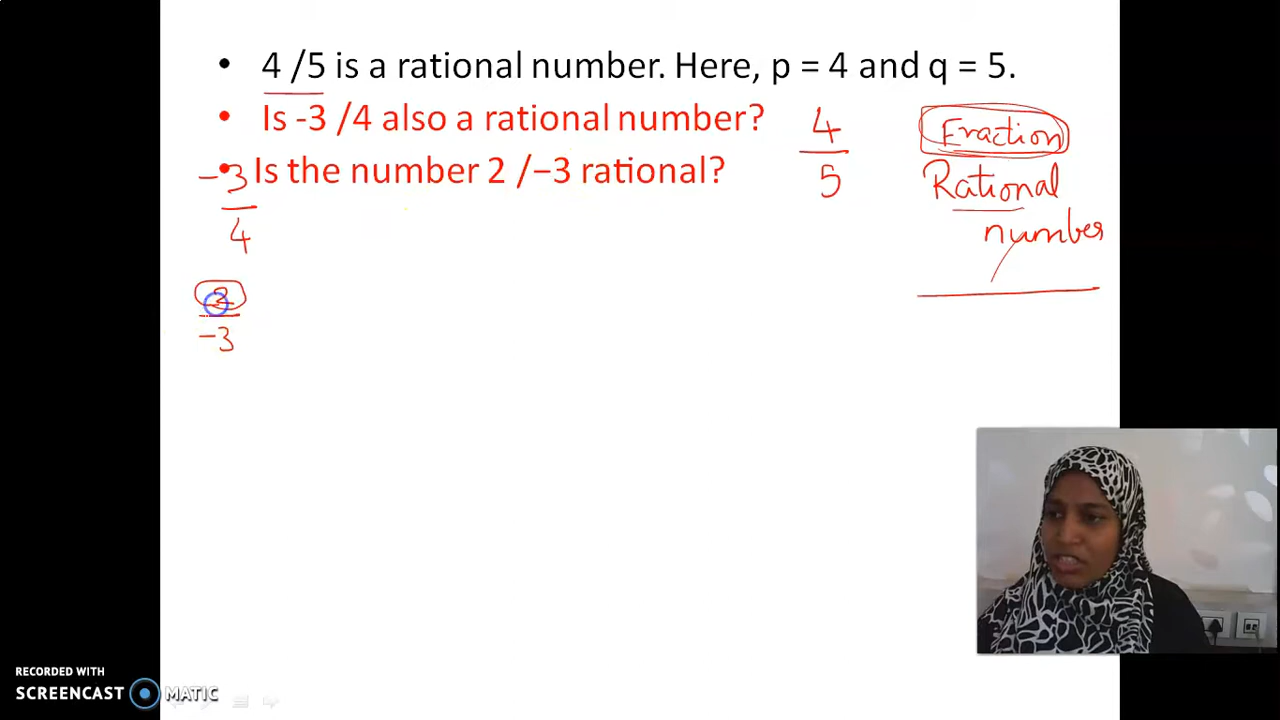 • 4 /5 is a rational number. Here, p = 4 and q = 5.
• Is -3 /4 also a rational number?
• Is the number 2 /−3 rational?
4
5
Fraction
Rational
number
-3
4
2
-3
RECORDED WITH
SCREENCAST MATIC